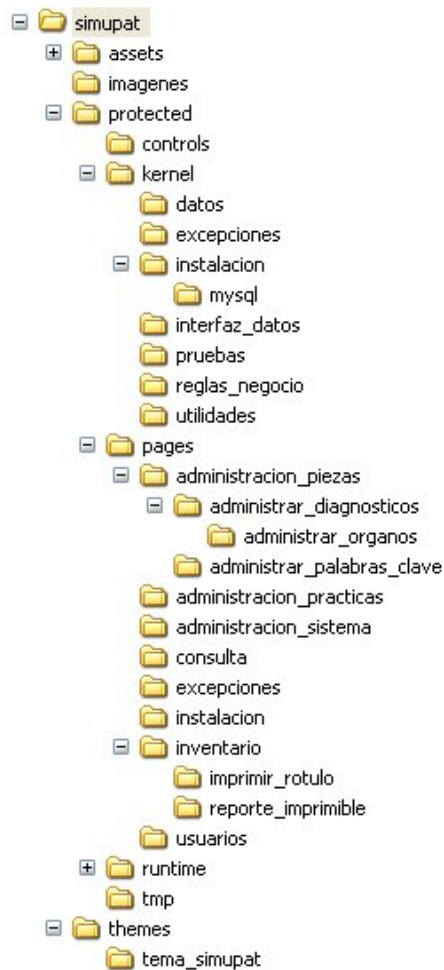 simupat
assets
imagenes
protected
controls
kernel
datos
excepciones
instalacion
mysql
interfaz_datos
pruebas
reglas_negocio
utilidades
pages
administracion_piezas
administrar_diagnosticos
administrar_organos
administrar_palabras_clave
administracion_practicas
administracion_sistema
consulta
excepciones
instalacion
inventario
imprimir_rotulo
reporte_imprimible
usuarios
runtime
tmp
themes
tema_simupat